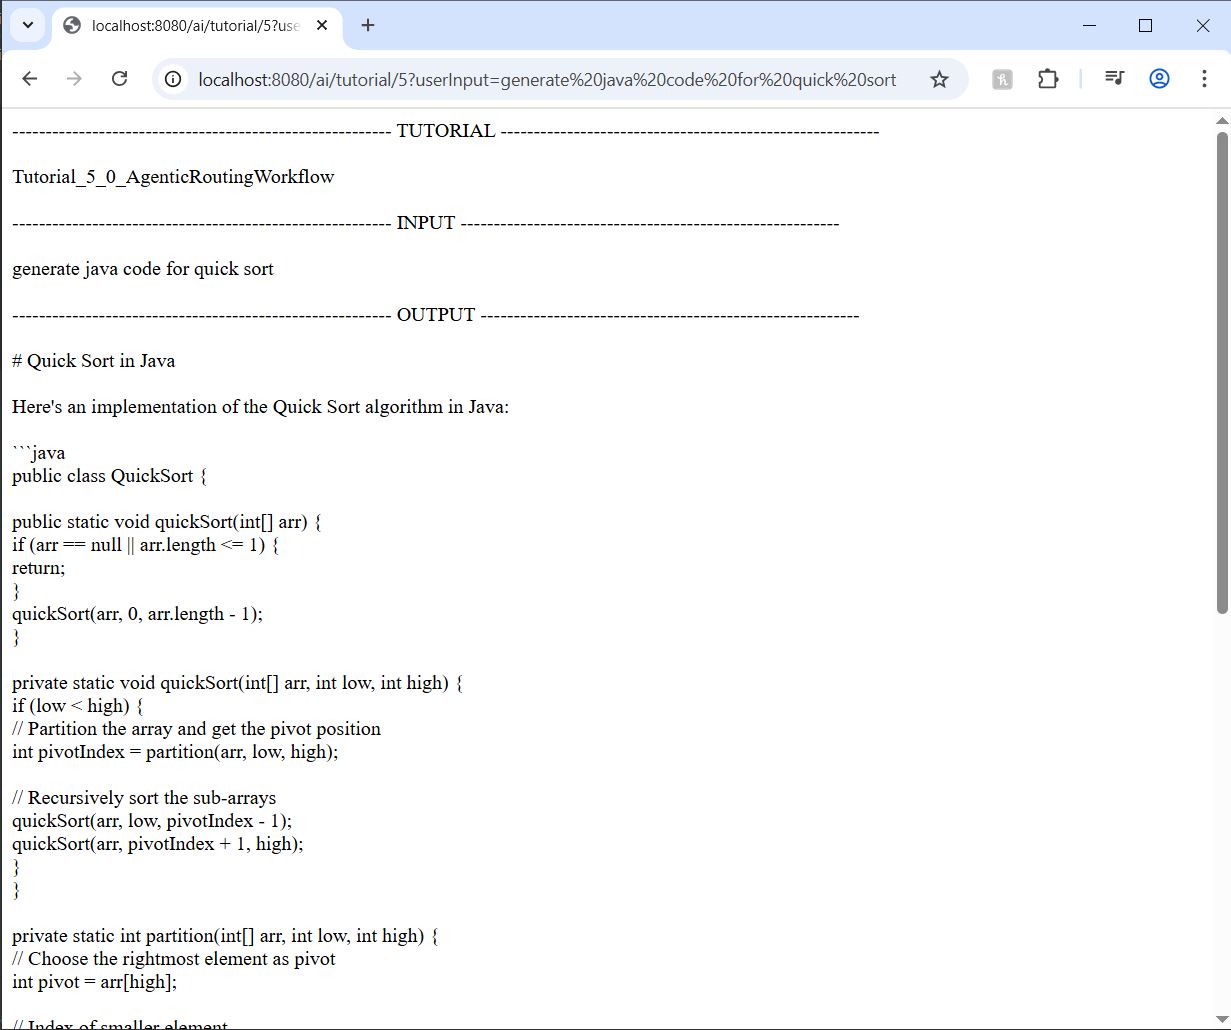 localhost:8080/ai/tutorial/5?use
localhost:8080/ai/tutorial/5?userInput=generate%20java%20code%20for%20quick%20sort
--------------------------------------------------------- TUTORIAL ---------------------------------------------------------
Tutorial_5_0_AgenticRoutingWorkflow
--------------------------------------------------------- INPUT ---------------------------------------------------------
generate java code for quick sort
--------------------------------------------------------- OUTPUT ---------------------------------------------------------
# Quick Sort in Java
Here's an implementation of the Quick Sort algorithm in Java:
```java
public class QuickSort {
public static void quickSort(int[] arr) {
if (arr == null || arr.length <= 1) {
return;
}
quickSort(arr, 0, arr.length - 1);
}
private static void quickSort(int[] arr, int low, int high) {
if (low < high) {
// Partition the array and get the pivot position
int pivotIndex = partition(arr, low, high);
// Recursively sort the sub-arrays
quickSort(arr, low, pivotIndex - 1);
quickSort(arr, pivotIndex + 1, high);
}
}
private static int partition(int[] arr, int low, int high) {
// Choose the rightmost element as pivot
int pivot = arr[high];
// Index of smaller element